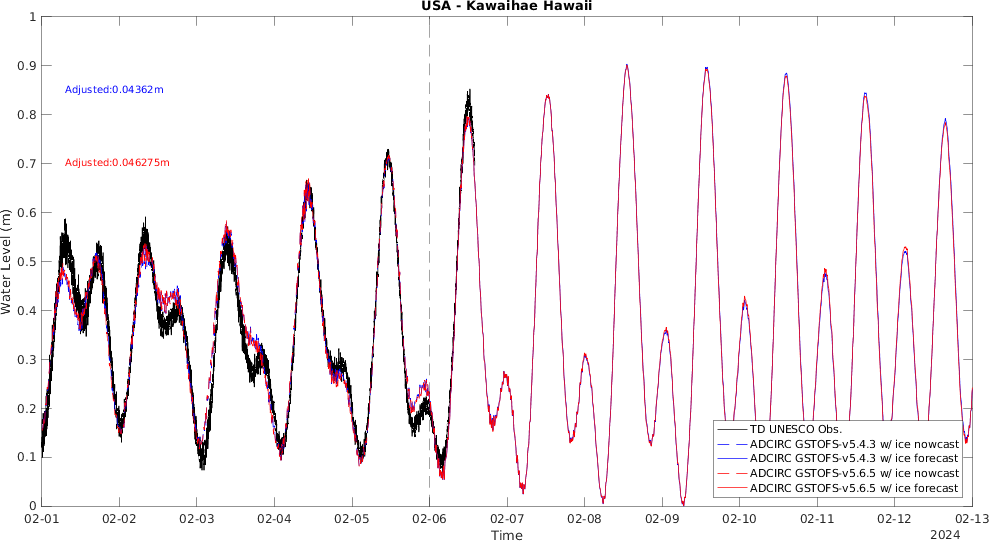 USA - Kawaihae Hawaii
1
0.9
0.8
0.7
0.6
0.5
0.4
0.3
0.2
0.1
0
Water Level (m)
Adjusted:0.04362m
Adjusted:0.046275m
TD UNESCO Obs.
ADCIRC GSTOFS-v5.4.3 w/ ice nowcast
ADCIRC GSTOFS-v5.4.3 w/ ice forecast
ADCIRC GSTOFS-v5.6.5 w/ ice nowcast
ADCIRC GSTOFS-v5.6.5 w/ ice forecast
02-01 02-02 02-03 02-04 02-05 02-06 02-07 02-08 02-09 02-10 02-11 02-12 02-13
Time
2024